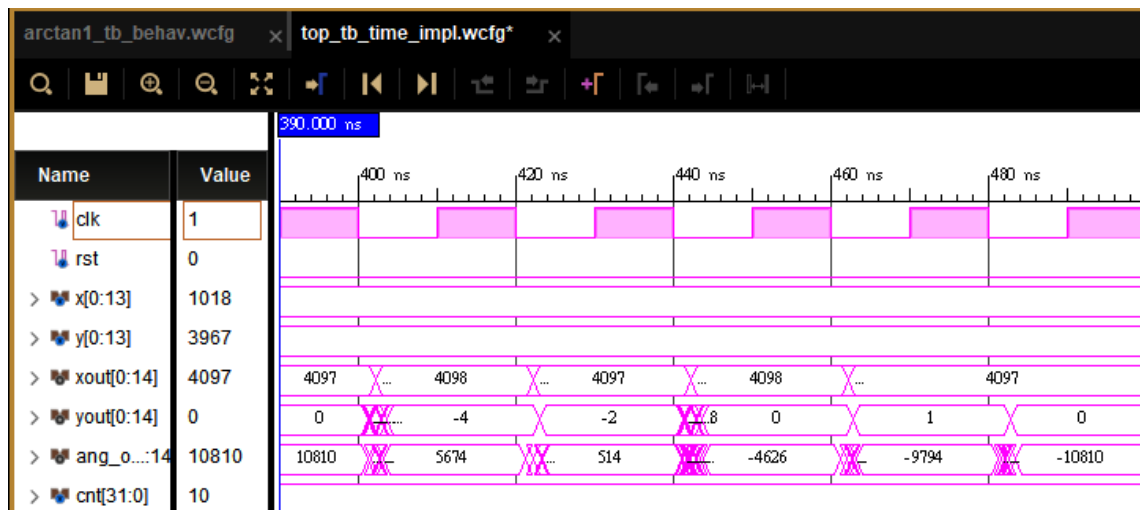 arctan1_tb_behav.wcfg × top_tb_time_impl.wcfg* ×
390.000 ns
Name Value
400 ns 420 ns 440 ns 460 ns 480 ns
clk 1
rst 0
x[0:13] 1018
y[0:13] 3967
xout[0:14] 4097 4097 ... 4098 ... 4097 ... 4098 ... 4097
yout[0:14] 0 0 ... -4 -2 ...8 0 1 0
ang_o...:14 10810 10810 5674 514 -4626 -9794 -10810
cnt[31:0] 10